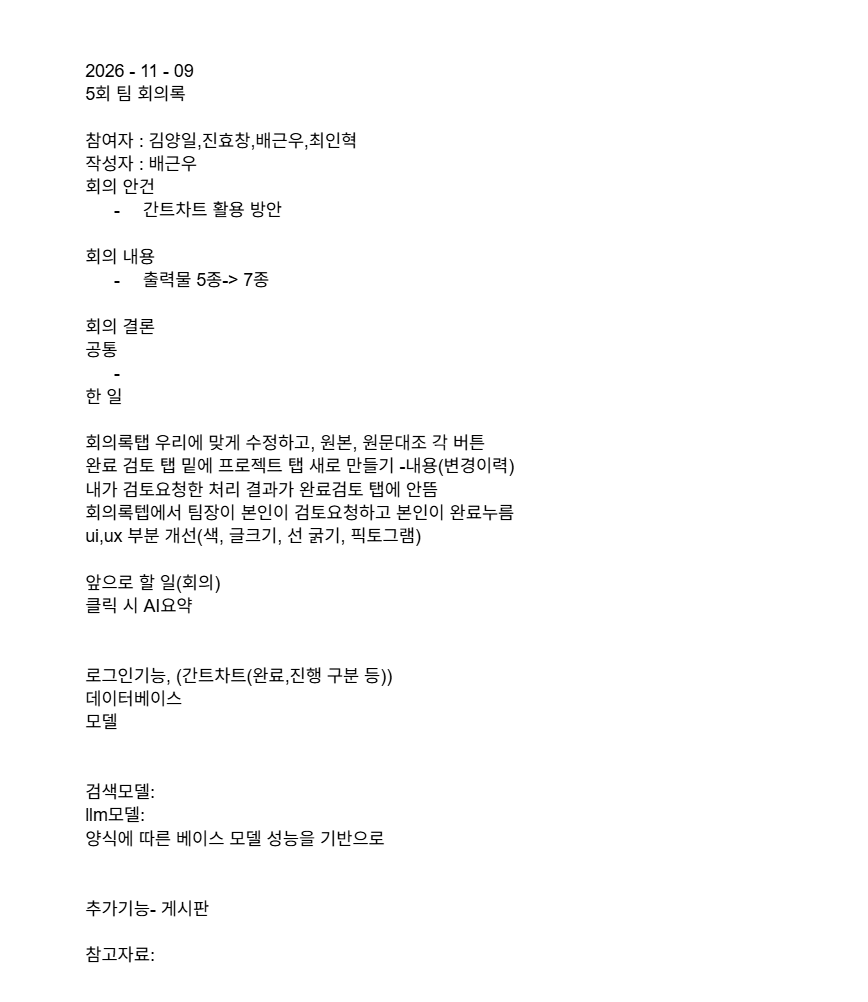 2026 - 11 - 09
5회 팀 회의록
참여자 : 김양일,진효창,배근우,최인혁
작성자 : 배근우
회의 안건
- 간트차트 활용 방안
회의 내용
- 출력물 5종-> 7종
회의 결론
공통
-
한 일
회의록탭 우리에 맞게 수정하고, 원본, 원문대조 각 버튼
완료 검토 탭 밑에 프로젝트 탭 새로 만들기 -내용(변경이력)
내가 검토요청한 처리 결과가 완료검토 탭에 안뜸
회의록텝에서 팀장이 본인이 검토요청하고 본인이 완료누름
ui,ux 부분 개선(색, 글크기, 선 굵기, 픽토그램)
앞으로 할 일(회의)
클릭 시 AI요약
로그인기능, (간트차트(완료,진행 구분 등))
데이터베이스
모델
검색모델:
llm모델:
양식에 따른 베이스 모델 성능을 기반으로
추가기능- 게시판
참고자료: